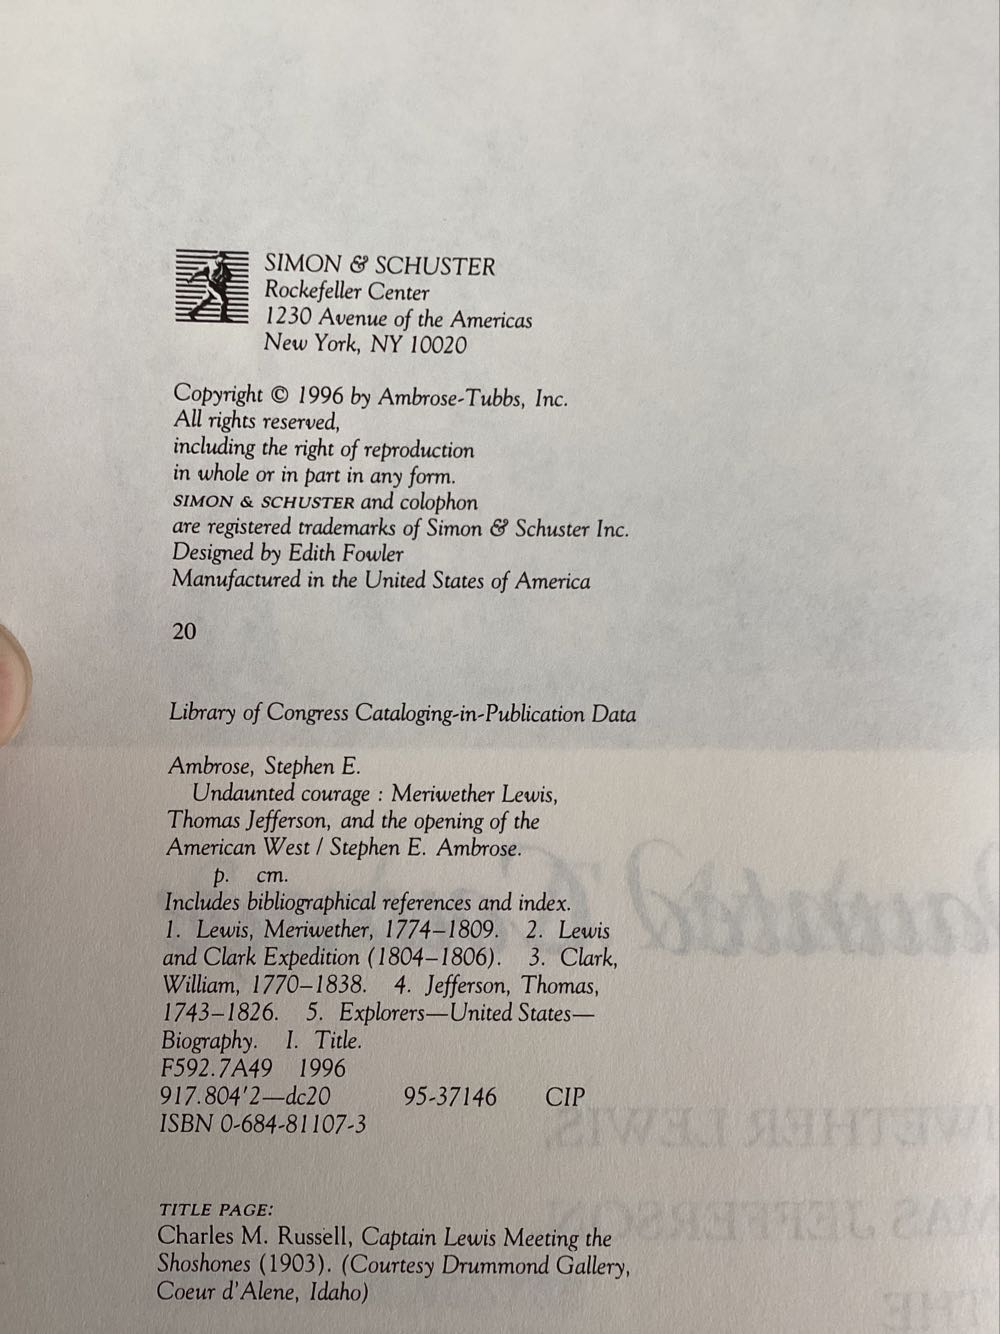 SIMON & SCHUSTER
Rockefeller Center
1230 Avenue of the Americas
New York, NY 10020
Copyright © 1996 by Ambrose-Tubbs, Inc.
All rights reserved,
including the right of reproduction
in whole or in part in any form.
SIMON & SCHUSTER and colophon
are registered trademarks of Simon & Schuster Inc.
Designed by Edith Fowler
Manufactured in the United States of America
20
Library of Congress Cataloging-in-Publication Data
Ambrose, Stephen E.
Undaunted courage : Meriwether Lewis,
Thomas Jefferson, and the opening of the
American West / Stephen E. Ambrose.
p. cm.
Includes bibliographical references and index.
1. Lewis, Meriwether, 1774–1809. 2. Lewis
and Clark Expedition (1804–1806). 3. Clark,
William, 1770–1838. 4. Jefferson, Thomas,
1743–1826. 5. Explorers—United States—
Biography. I. Title.
F592.7A49 1996
917.804'2—dc20 95-37146 CIP
ISBN 0-684-81107-3
TITLE PAGE:
Charles M. Russell, Captain Lewis Meeting the
Shoshones (1903). (Courtesy Drummond Gallery,
Coeur d'Alene, Idaho)